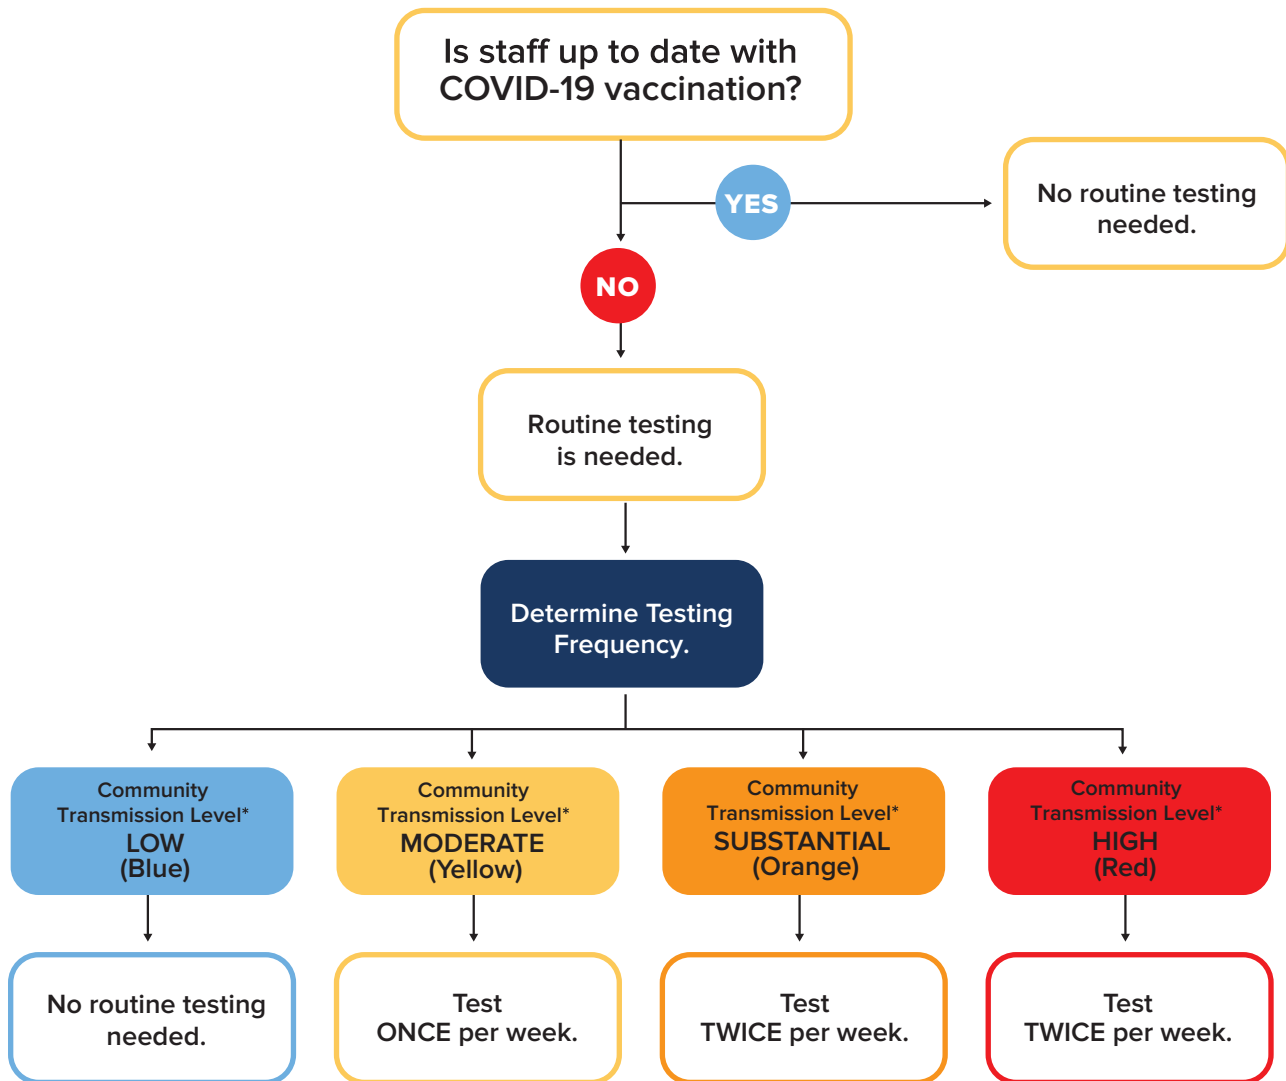 Is staff up to date with
COVID-19 vaccination?
YES
No routine testing
needed.
NO
Routine testing
is needed.
Determine Testing
Frequency.
Community
Transmission Level*
LOW
(Blue)
Community
Transmission Level*
MODERATE
(Yellow)
Community
Transmission Level*
SUBSTANTIAL
(Orange)
Community
Transmission Level*
HIGH
(Red)
No routine testing
needed.
Test
ONCE per week.
Test
TWICE per week.
Test
TWICE per week.